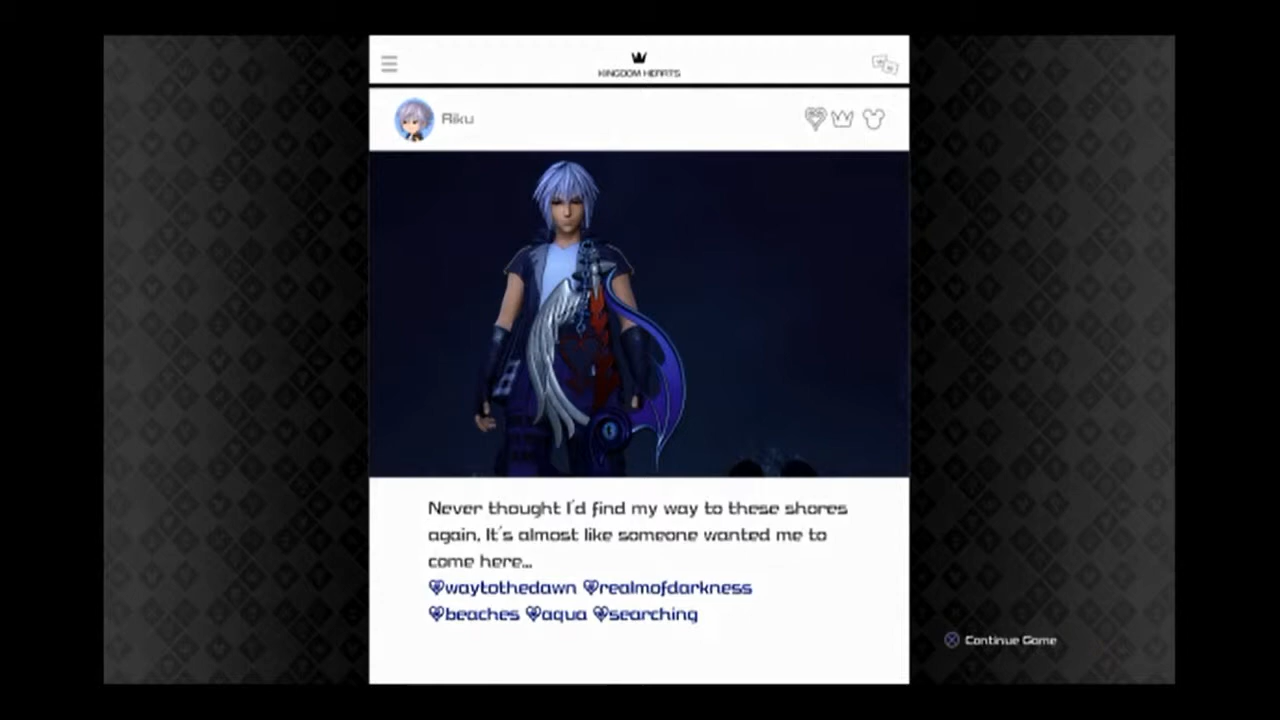 KINGDOM HEARTS
Riku
Never thought I'd find my way to these shores
again. It's almost like someone wanted me to
come here...
waytothedawn realmofdarkness
beaches aqua searching
Continue Game